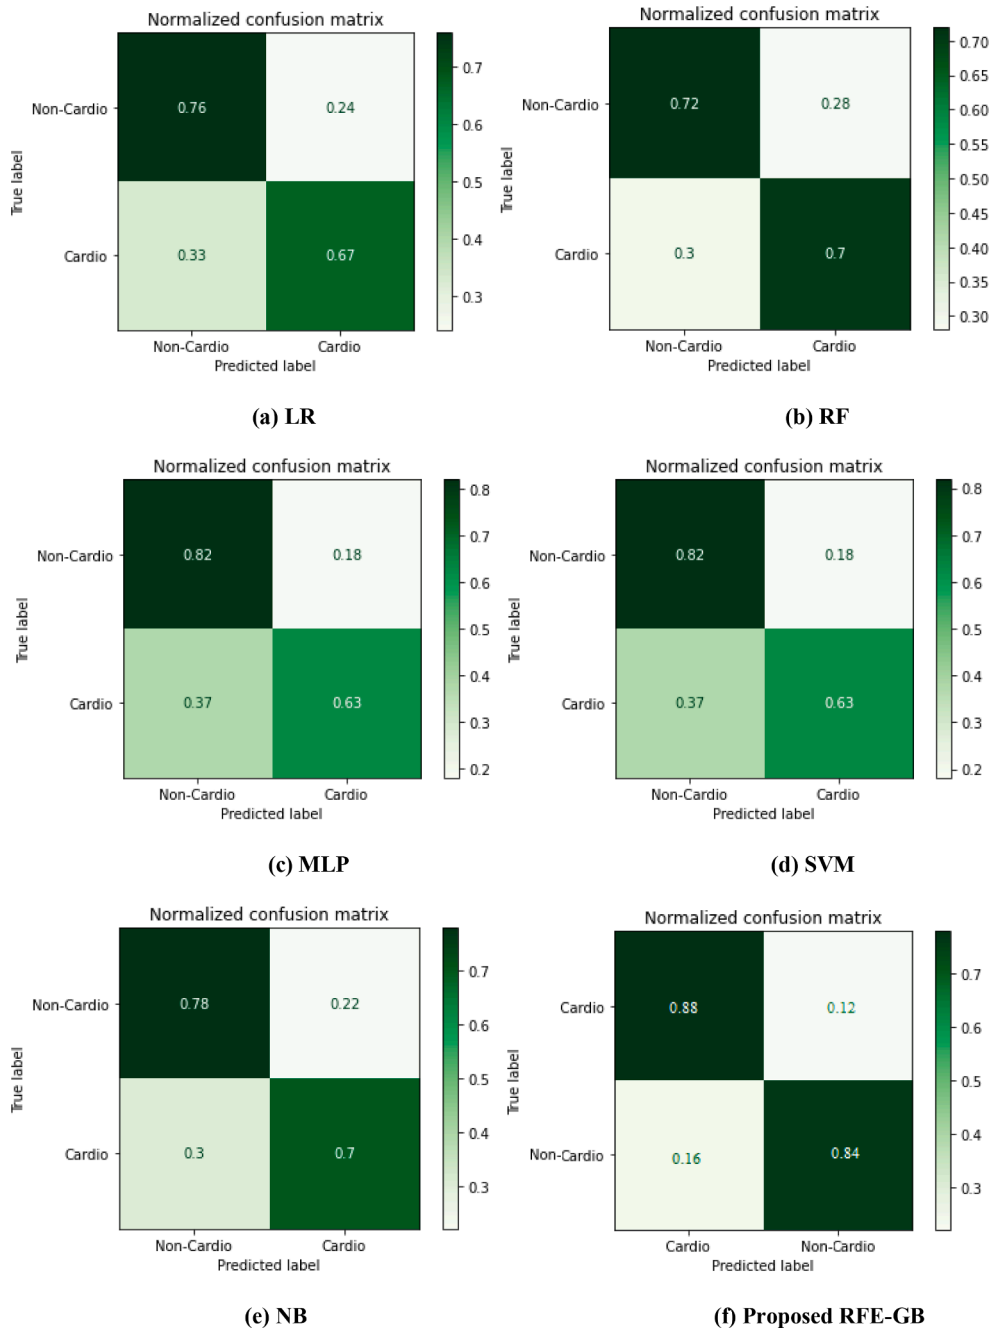 Normalized confusion matrix
Non-Cardio
Cardio
True label
0.76
0.24
0.33
0.67
Non-Cardio
Cardio
Predicted label
0.7
0.6
0.5
0.4
0.3
(a) LR
Normalized confusion matrix
Non-Cardio
Cardio
True label
0.72
0.28
0.3
0.7
Non-Cardio
Cardio
Predicted label
0.70
0.65
0.60
0.55
0.50
0.45
0.40
0.35
0.30
(b) RF
Normalized confusion matrix
Non-Cardio
Cardio
True label
0.82
0.18
0.37
0.63
Non-Cardio
Cardio
Predicted label
0.8
0.7
0.6
0.5
0.4
0.3
0.2
(c) MLP
Normalized confusion matrix
Non-Cardio
Cardio
True label
0.82
0.18
0.37
0.63
Non-Cardio
Cardio
Predicted label
0.8
0.7
0.6
0.5
0.4
0.3
0.2
(d) SVM
Normalized confusion matrix
Non-Cardio
Cardio
True label
0.78
0.22
0.3
0.7
Non-Cardio
Cardio
Predicted label
0.7
0.6
0.5
0.4
0.3
(e) NB
Normalized confusion matrix
Cardio
Non-Cardio
True label
0.88
0.12
0.16
0.84
Cardio
Non-Cardio
Predicted label
0.7
0.6
0.5
0.4
0.3
(f) Proposed RFE-GB